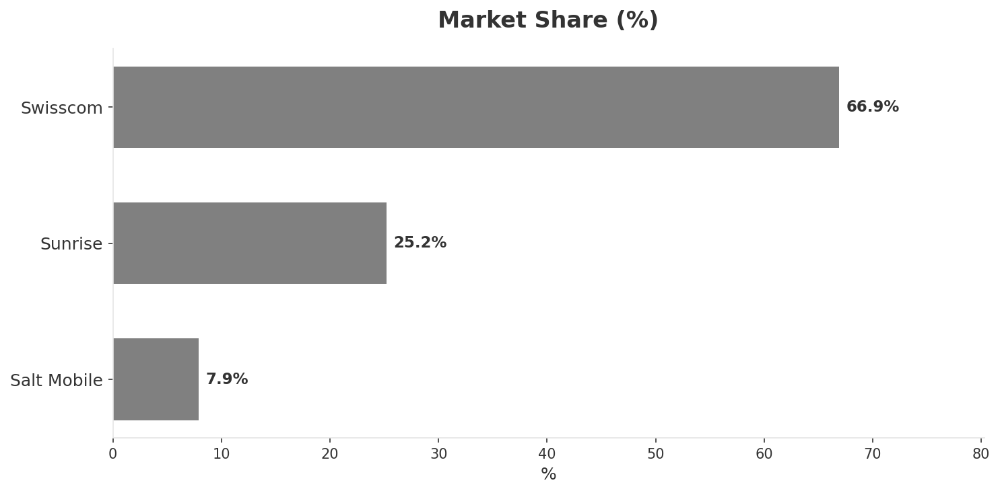 Market Share (%)
Swisscom
66.9%
Sunrise
25.2%
Salt Mobile
7.9%
0 10 20 30 40 50 60 70 80
%